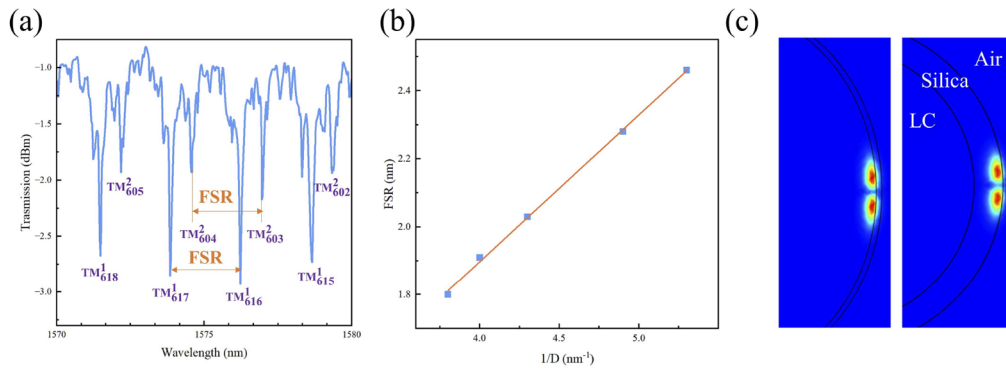 (a)
−1.0
−1.5
−2.0
−2.5
−3.0
Trasmission (dBm)
TM²₆₀₅
TM²₆₀₂
FSR
TM²₆₀₄
TM²₆₀₃
FSR
TM¹₆₁₈
TM¹₆₁₇
TM¹₆₁₆
TM¹₆₁₅
1570
1575
1580
Wavelength (nm)
(b)
2.4
2.2
2.0
1.8
FSR (nm)
4.0
4.5
5.0
1/D (nm⁻¹)
(c)
Air
Silica
LC